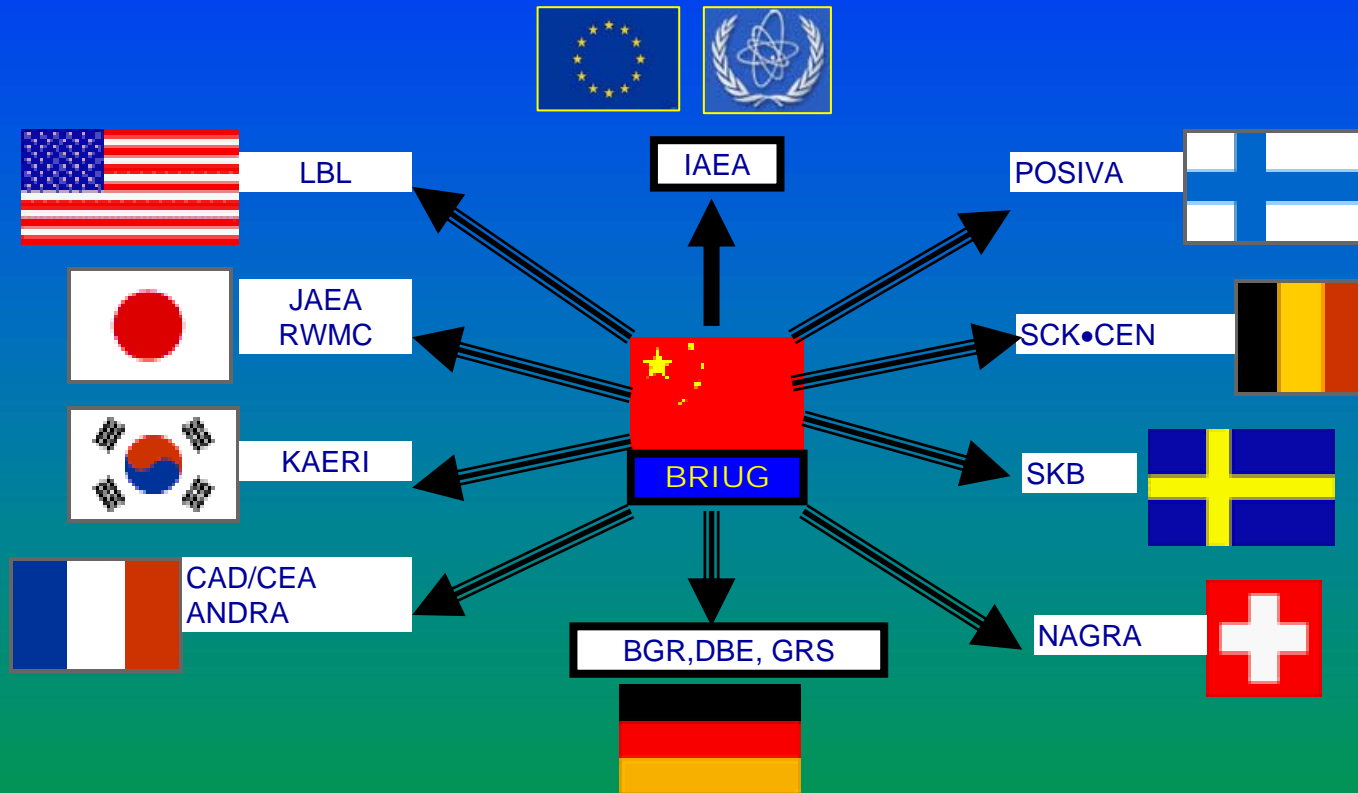 IAEA
LBL
POSIVA
JAEA
RWMC
SCK•CEN
KAERI
BRIUG
SKB
CAD/CEA
ANDRA
BGR,DBE, GRS
NAGRA